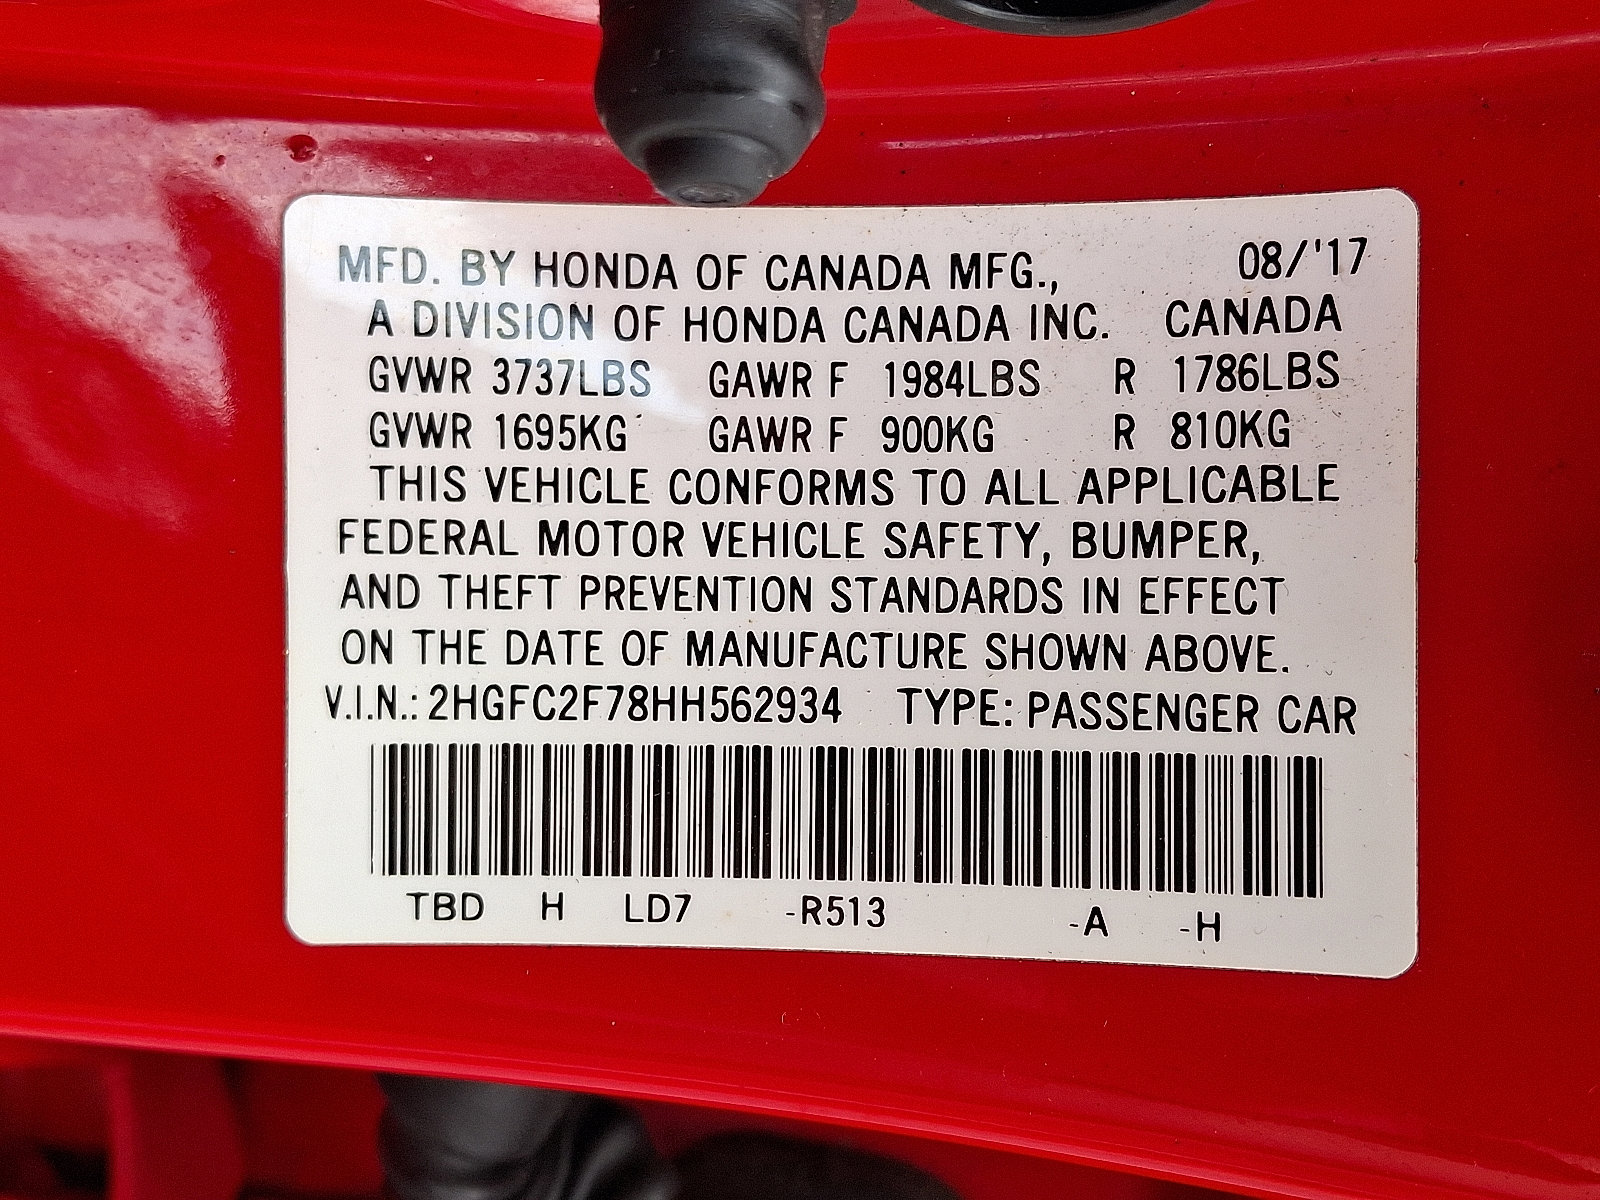 MFD. BY HONDA OF CANADA MFG., 08/'17
A DIVISION OF HONDA CANADA INC. CANADA
GVWR 3737LBS GAWR F 1984LBS R 1786LBS
GVWR 1695KG GAWR F 900KG R 810KG
THIS VEHICLE CONFORMS TO ALL APPLICABLE
FEDERAL MOTOR VEHICLE SAFETY, BUMPER,
AND THEFT PREVENTION STANDARDS IN EFFECT
ON THE DATE OF MANUFACTURE SHOWN ABOVE.
V.I.N.: 2HGFC2F78HH562934 TYPE: PASSENGER CAR
TBD H LD7 -R513 -A -H